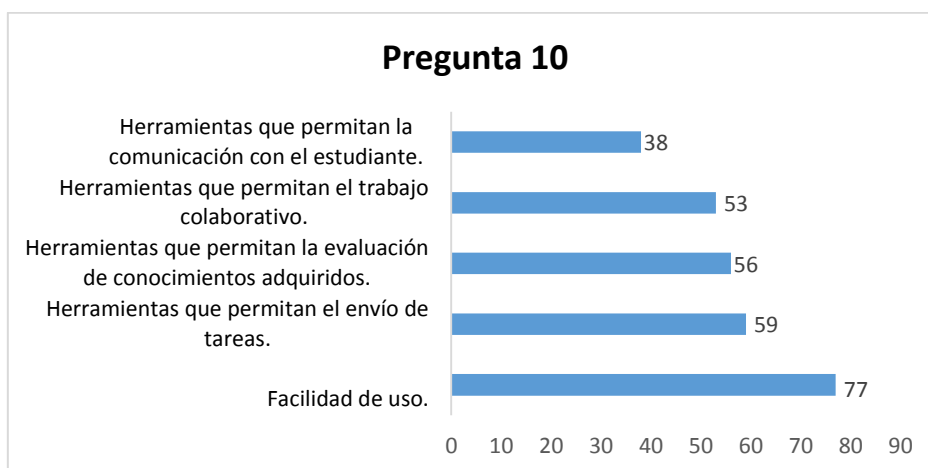 Pregunta 10
Herramientas que permitan la
comunicación con el estudiante.
38
Herramientas que permitan el trabajo
colaborativo.
53
Herramientas que permitan la evaluación
de conocimientos adquiridos.
56
Herramientas que permitan el envío de
tareas.
59
Facilidad de uso.
77
0 10 20 30 40 50 60 70 80 90